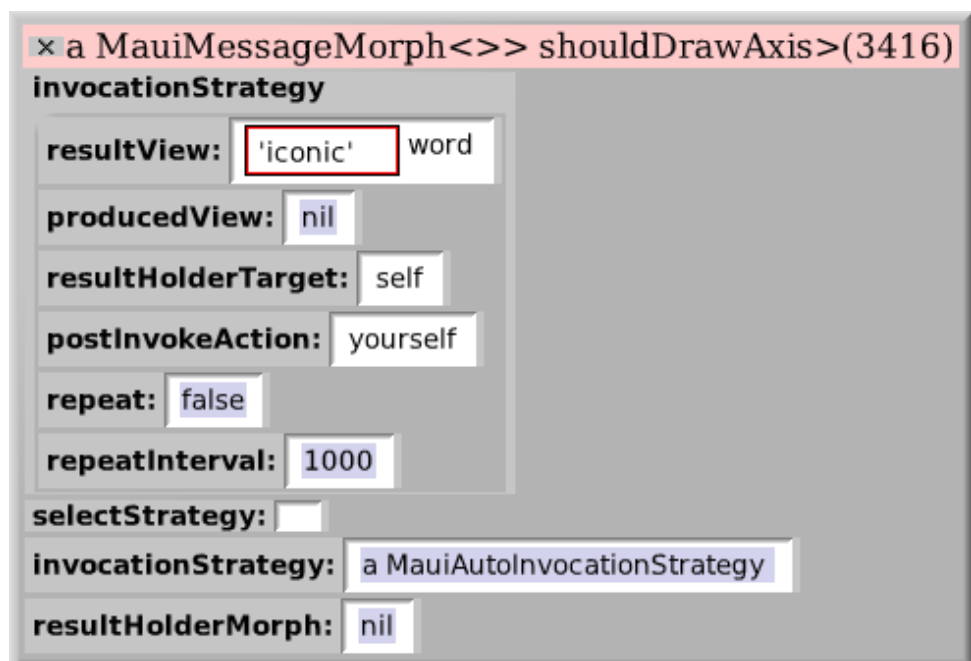 × a MauiMessageMorph<>> shouldDrawAxis>(3416)
invocationStrategy
resultView: 'iconic' word
producedView: nil
resultHolderTarget: self
postInvokeAction: yourself
repeat: false
repeatInterval: 1000
selectStrategy:
invocationStrategy: a MauiAutoInvocationStrategy
resultHolderMorph: nil